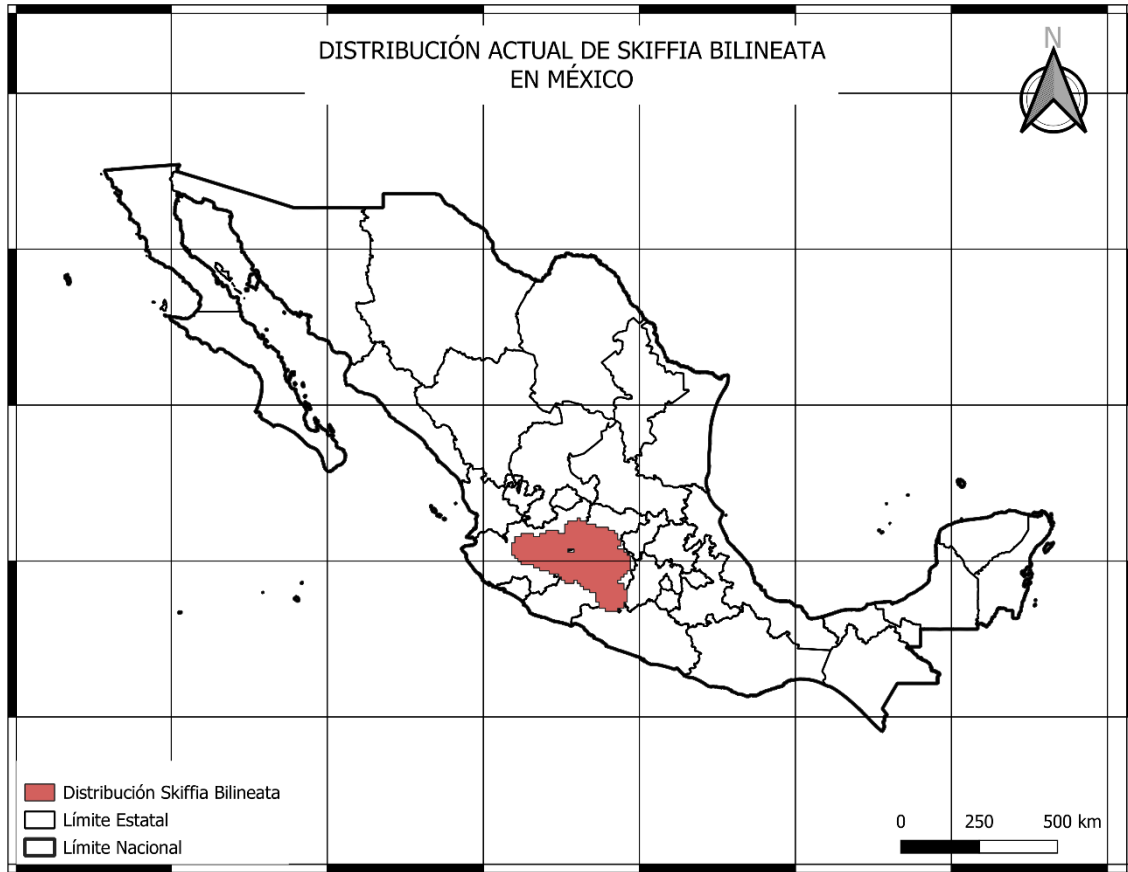 DISTRIBUCIÓN ACTUAL DE SKIFFIA BILINEATA
EN MÉXICO
N
Distribución Skiffia Bilineata
Límite Estatal
Límite Nacional
0 250 500 km